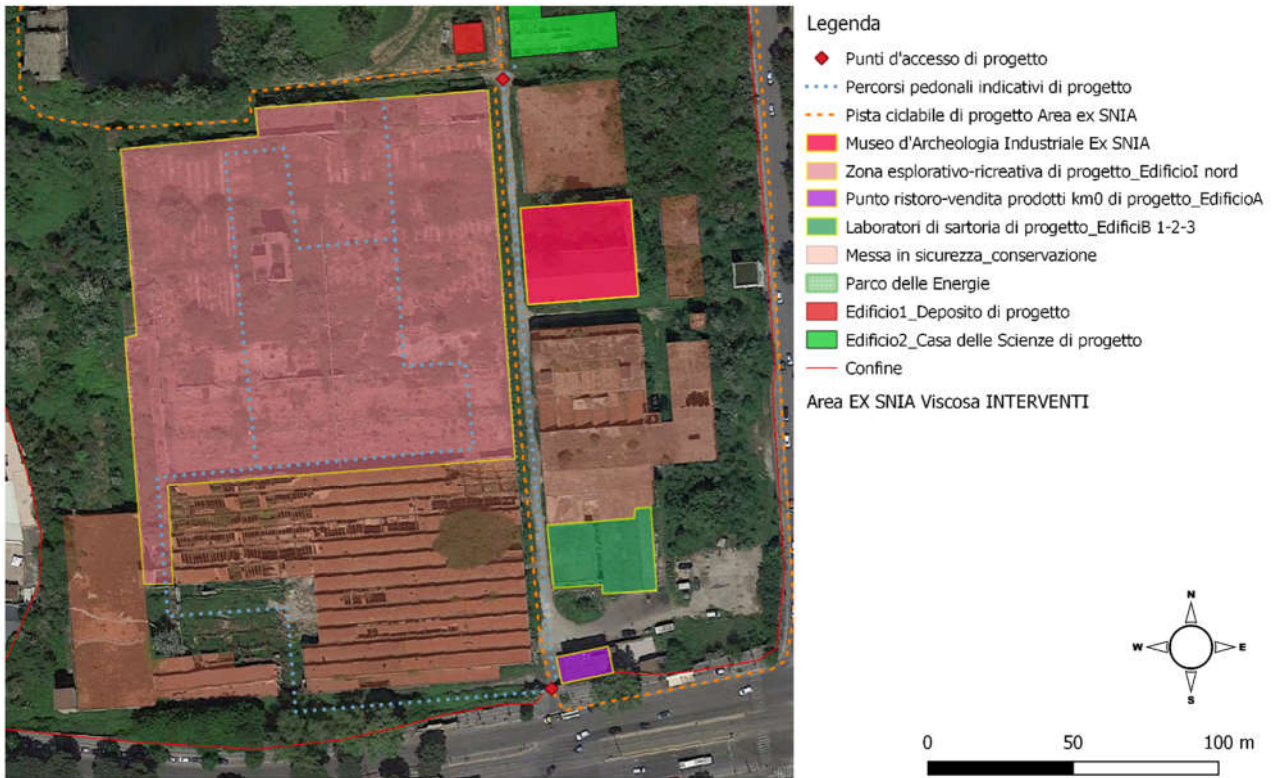 Legenda
Punti d'accesso di progetto
Percorsi pedonali indicativi di progetto
Pista ciclabile di progetto Area ex SNIA
Museo d'Archeologia Industriale Ex SNIA
Zona esplorativo-ricreativa di progetto_EdificioI nord
Punto ristoro-vendita prodotti km0 di progetto_EdificioA
Laboratori di sartoria di progetto_EdificiB 1-2-3
Messa in sicurezza_conservazione
Parco delle Energie
Edificio1_Deposito di progetto
Edificio2_Casa delle Scienze di progetto
Confine
Area EX SNIA Viscosa INTERVENTI
N
W E
S
0 50 100 m